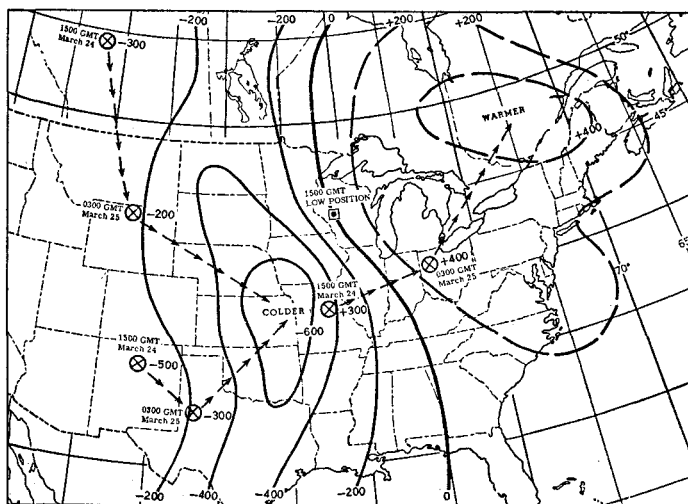 -200
-200
0
+200
+200
50°
1500 GMT
March 24
-300
WARMER
+400
45°
1500 GMT
LOW POSITION
0300 GMT
March 25
-200
+400
0300 GMT
March 25
65
70°
1500 GMT
March 24
+300
COLDER
-600
1500 GMT
March 24
-500
0300 GMT
March 25
-300
-200
-400
-400
-200
0